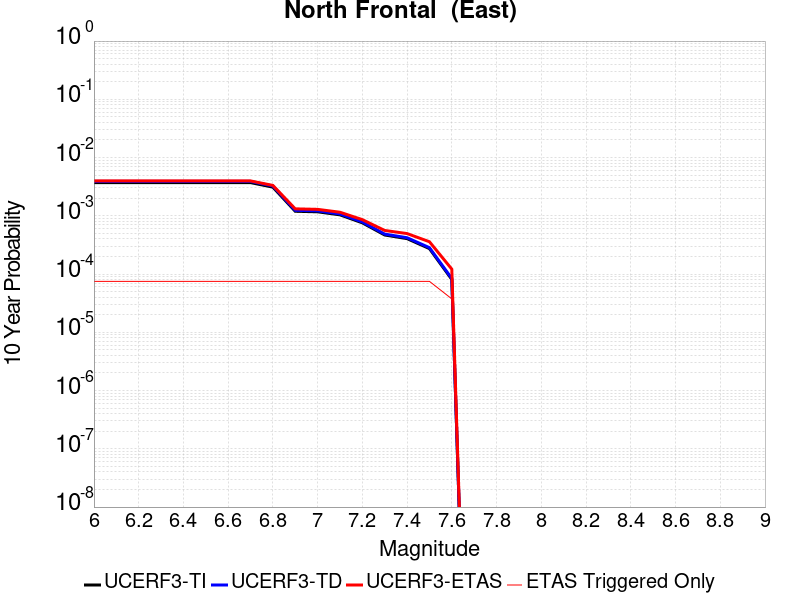 North Frontal  (East)
10 0
10 -1
10 -2
10 -3
10 -4
10 -5
10 -6
10 -7
10 -8
10 Year Probability
6 6.2 6.4 6.6 6.8 7 7.2 7.4 7.6 7.8 8 8.2 8.4 8.6 8.8 9
Magnitude
UCERF3-TI UCERF3-TD UCERF3-ETAS ETAS Triggered Only